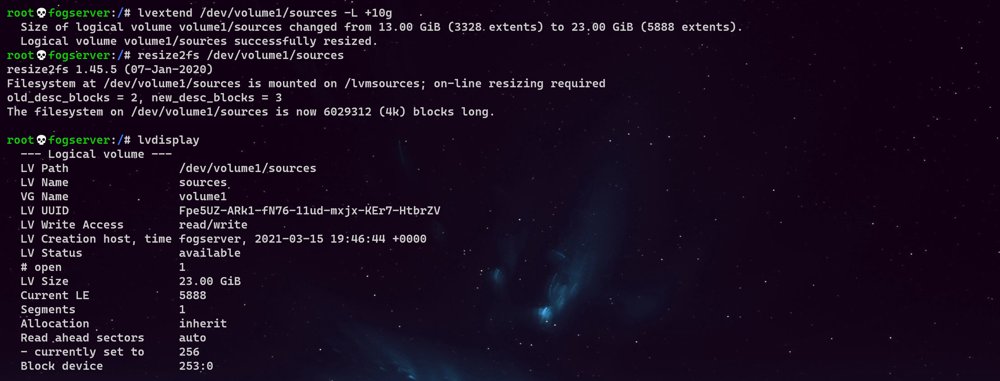 root💀fogserver:/# lvextend /dev/volume1/sources -L +10g
  Size of logical volume volume1/sources changed from 13.00 GiB (3328 extents) to 23.00 GiB (5888 extents).
  Logical volume volume1/sources successfully resized.
root💀fogserver:/# resize2fs /dev/volume1/sources
resize2fs 1.45.5 (07-Jan-2020)
Filesystem at /dev/volume1/sources is mounted on /lvmsources; on-line resizing required
old_desc_blocks = 2, new_desc_blocks = 3
The filesystem on /dev/volume1/sources is now 6029312 (4k) blocks long.

root💀fogserver:/# lvdisplay
  --- Logical volume ---
  LV Path                /dev/volume1/sources
  LV Name                sources
  VG Name                volume1
  LV UUID                Fpe5UZ-ARk1-fN76-11ud-mxjx-KEr7-HtbrZV
  LV Write Access        read/write
  LV Creation host, time fogserver, 2021-03-15 19:46:44 +0000
  LV Status              available
  # open                 1
  LV Size                23.00 GiB
  Current LE             5888
  Segments               1
  Allocation             inherit
  Read ahead sectors     auto
  - currently set to     256
  Block device           253:0